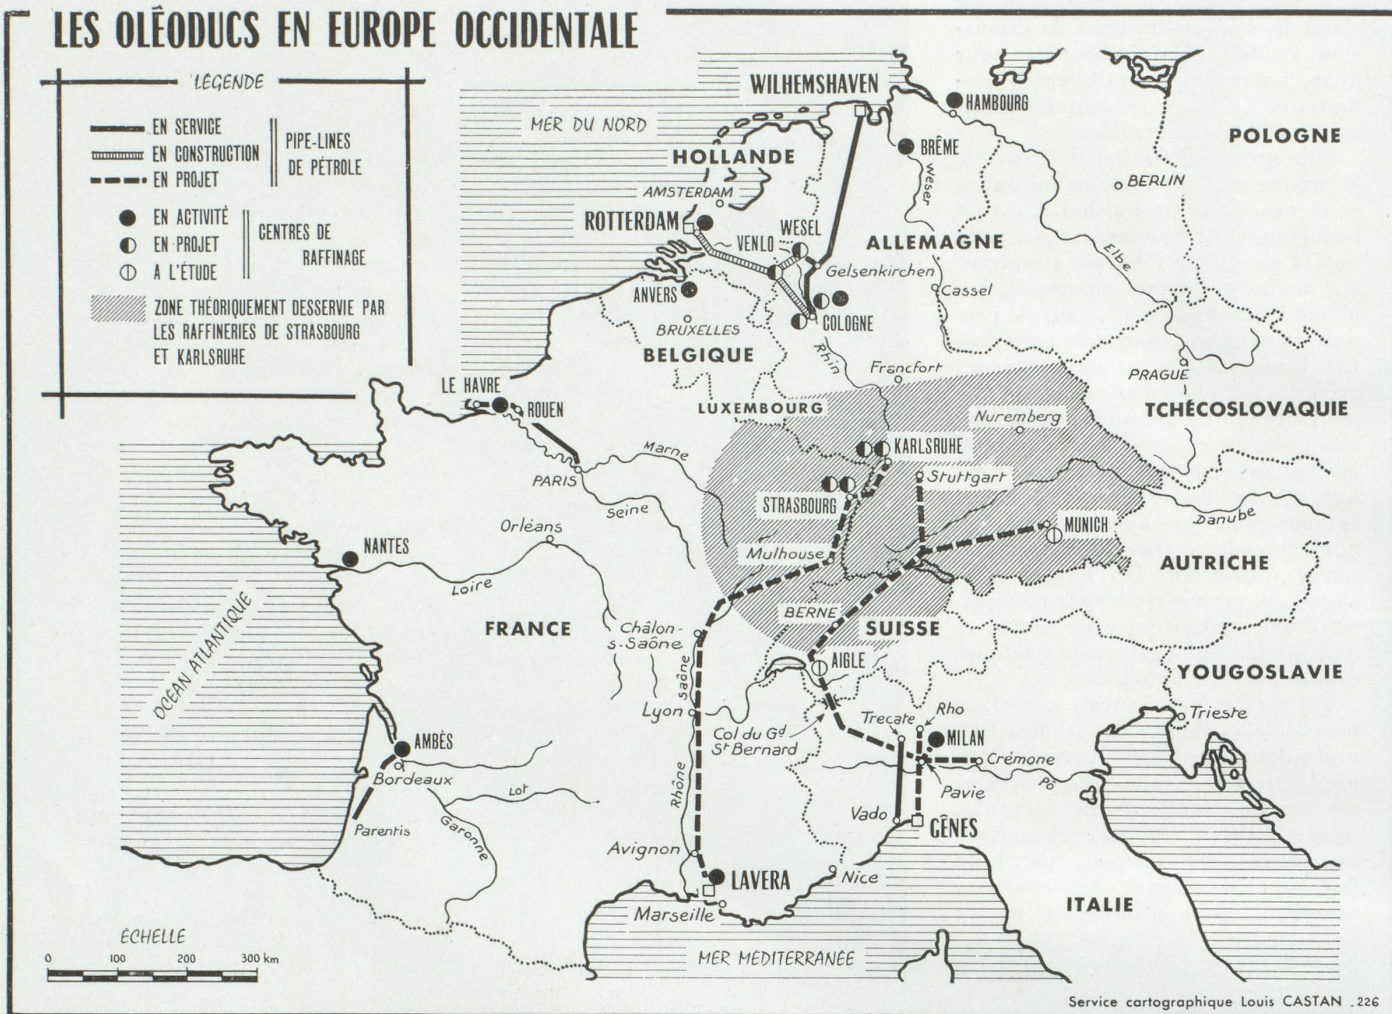 LES OLÉODUCS EN EUROPE OCCIDENTALE
LÉGENDE
EN SERVICE
EN CONSTRUCTION
EN PROJET
PIPE-LINES
DE PÉTROLE
EN ACTIVITÉ
EN PROJET
A L'ÉTUDE
CENTRES DE
RAFFINAGE
ZONE THÉORIQUEMENT DESSERVIE PAR
LES RAFFINERIES DE STRASBOURG
ET KARLSRUHE
WILHEMSHAVEN
HAMBOURG
MER DU NORD
BRÊME
POLOGNE
HOLLANDE
Weser
BERLIN
AMSTERDAM
ROTTERDAM
WESEL
VENLO
ALLEMAGNE
Elbe
Gelsenkirchen
Cassel
ANVERS
COLOGNE
BRUXELLES
BELGIQUE
Rhin
Francfort
PRAGUE
LE HAVRE
ROUEN
LUXEMBOURG
Nuremberg
TCHÉCOSLOVAQUIE
KARLSRUHE
Marne
Stuttgart
PARIS
STRASBOURG
Seine
MUNICH
Danube
Orléans
NANTES
Mulhouse
AUTRICHE
Loire
OCÉAN ATLANTIQUE
BERNE
FRANCE
Châlon-
s-Saône
SUISSE
AIGLE
Saône
YOUGOSLAVIE
Lyon
Trecate
Rho
Trieste
Col du Gd
St Bernard
MILAN
AMBÈS
Crémone
Bordeaux
Rhône
Pavie
Pô
Lot
Parentis
Garonne
Vado
GÊNES
Avignon
LAVERA
Nice
Marseille
ITALIE
ÉCHELLE
0 100 200 300 km
MER MÉDITERRANÉE
Service cartographique Louis CASTAN . 226